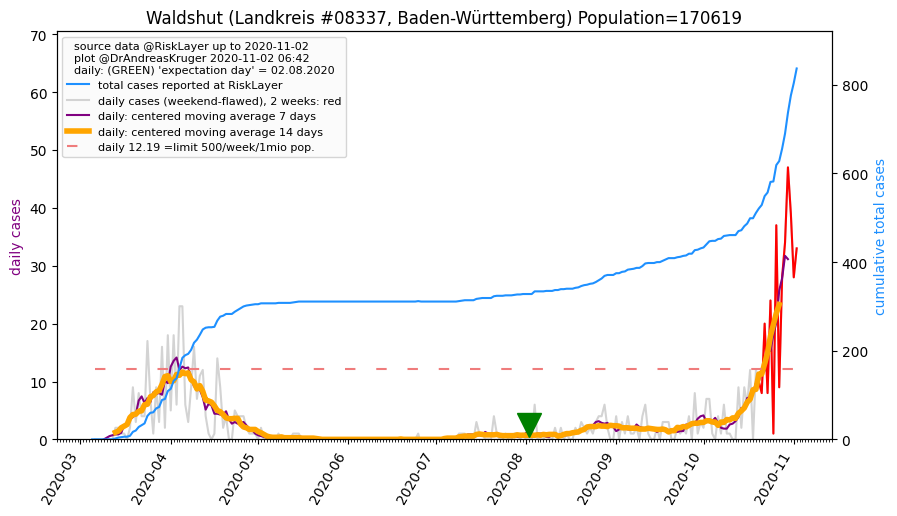 Waldshut (Landkreis #08337, Baden-Württemberg) Population=170619
source data @RiskLayer up to 2020-11-02
plot @DrAndreasKruger 2020-11-02 06:42
daily: (GREEN) 'expectation day' = 02.08.2020
total cases reported at RiskLayer
daily cases (weekend-flawed), 2 weeks: red
daily: centered moving average 7 days
daily: centered moving average 14 days
daily 12.19 =limit 500/week/1mio pop.
daily cases
70
60
50
40
30
20
10
0
800
600
400
200
0
cumulative total cases
2020-03
2020-04
2020-05
2020-06
2020-07
2020-08
2020-09
2020-10
2020-11